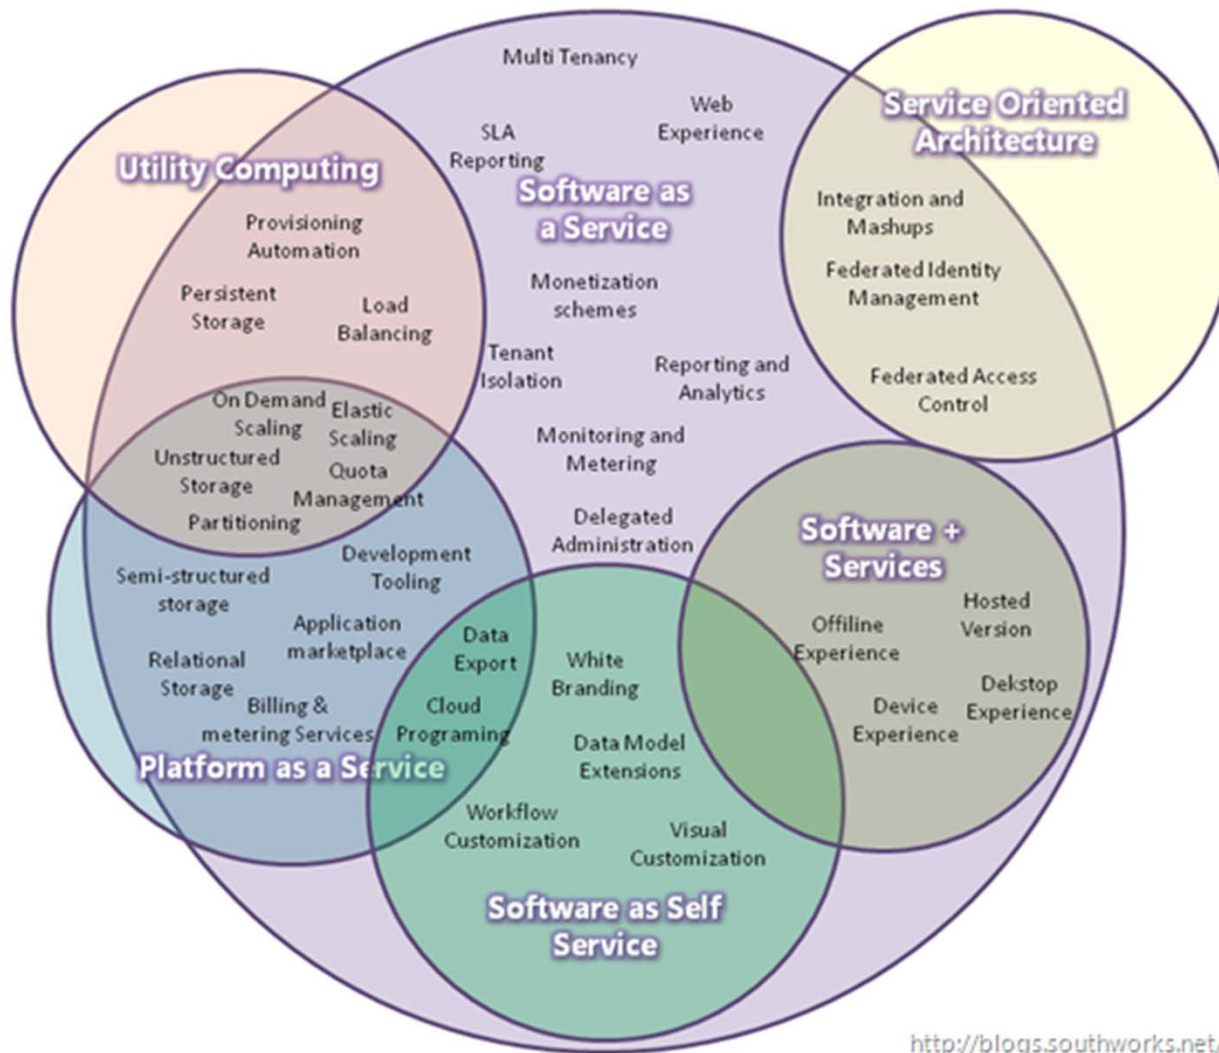 Multi Tenancy
Web
Experience
SLA
Reporting
Software as
a Service
Monetization
schemes
Tenant
Isolation
Reporting and
Analytics
Monitoring and
Metering
Delegated
Administration
Service Oriented
Architecture
Integration and
Mashups
Federated Identity
Management
Federated Access
Control
Utility Computing
Provisioning
Automation
Persistent
Storage
Load
Balancing
On Demand
Scaling
Elastic
Scaling
Unstructured
Storage
Quota
Management
Partitioning
Development
Tooling
Semi-structured
storage
Application
marketplace
Relational
Storage
Billing &
metering Services
Platform as a Service
Data
Export
Cloud
Programing
White
Branding
Data Model
Extensions
Workflow
Customization
Visual
Customization
Software as Self
Service
Software +
Services
Hosted
Version
Offiline
Experience
Dekstop
Experience
Device
Experience
http://blogs.southworks.net/